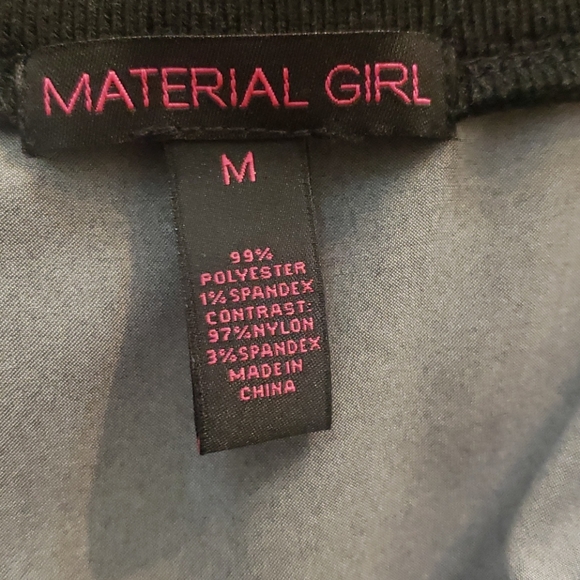 MATERIAL GIRL
M
99%
POLYESTER
1% SPANDEX
CONTRAST:
97% NYLON
3% SPANDEX
MADE IN
CHINA